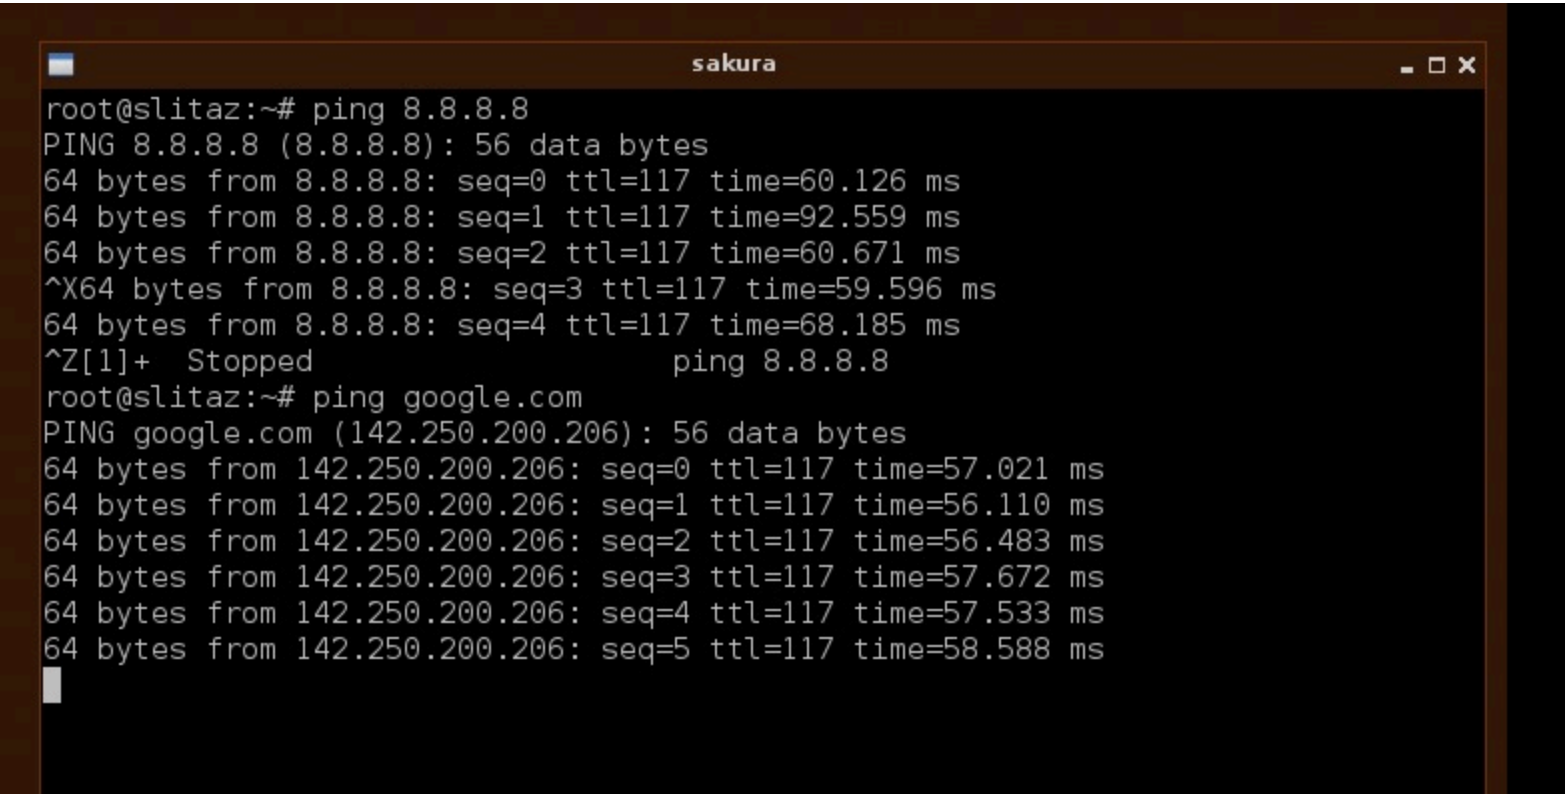 sakura
root@slitaz:~# ping 8.8.8.8
PING 8.8.8.8 (8.8.8.8): 56 data bytes
64 bytes from 8.8.8.8: seq=0 ttl=117 time=60.126 ms
64 bytes from 8.8.8.8: seq=1 ttl=117 time=92.559 ms
64 bytes from 8.8.8.8: seq=2 ttl=117 time=60.671 ms
^X64 bytes from 8.8.8.8: seq=3 ttl=117 time=59.596 ms
64 bytes from 8.8.8.8: seq=4 ttl=117 time=68.185 ms
^Z[1]+  Stopped                    ping 8.8.8.8
root@slitaz:~# ping google.com
PING google.com (142.250.200.206): 56 data bytes
64 bytes from 142.250.200.206: seq=0 ttl=117 time=57.021 ms
64 bytes from 142.250.200.206: seq=1 ttl=117 time=56.110 ms
64 bytes from 142.250.200.206: seq=2 ttl=117 time=56.483 ms
64 bytes from 142.250.200.206: seq=3 ttl=117 time=57.672 ms
64 bytes from 142.250.200.206: seq=4 ttl=117 time=57.533 ms
64 bytes from 142.250.200.206: seq=5 ttl=117 time=58.588 ms